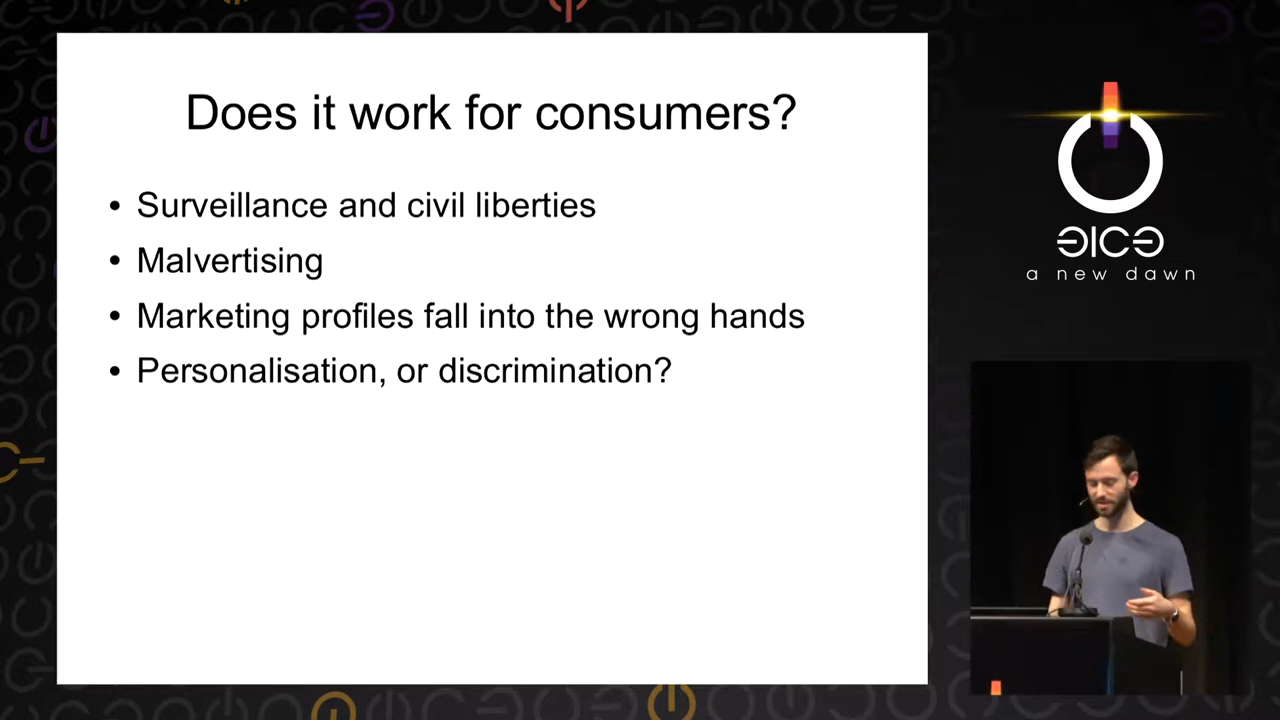 Does it work for consumers?
• Surveillance and civil liberties
• Malvertising
• Marketing profiles fall into the wrong hands
• Personalisation, or discrimination?
a new dawn